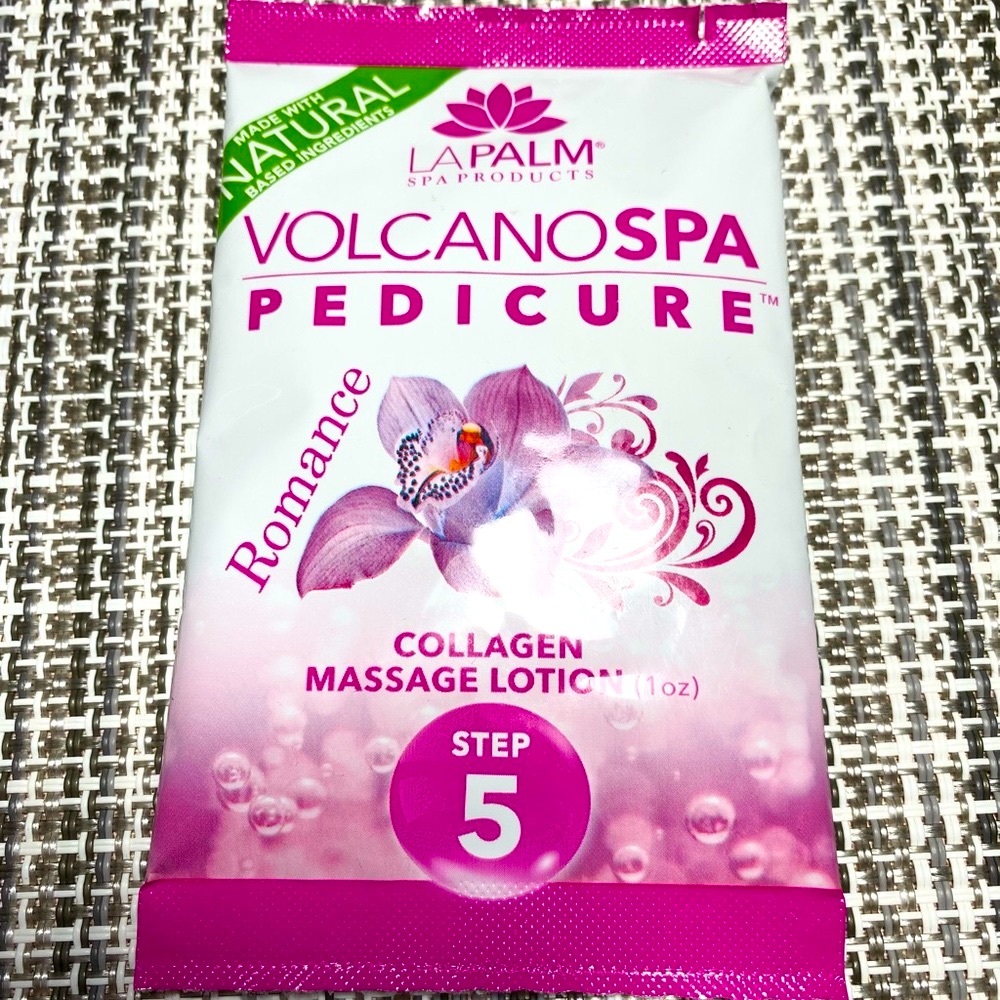 MADE WITH
NATURAL
BASED INGREDIENTS
LAPALM®
SPA PRODUCTS
VOLCANOSPA
PEDICURE™
Romance
COLLAGEN
MASSAGE LOTION (1oz)
STEP
5